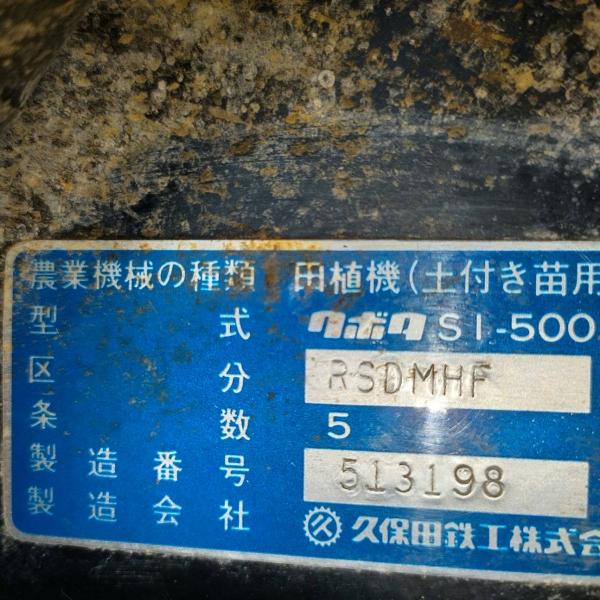 農業機械の種類 田植機(土付き苗用
型式 クボタ SI-500
区分 RSDMHF
条数 5
製造番号 513198
製造会社 久保田鉄工株式会